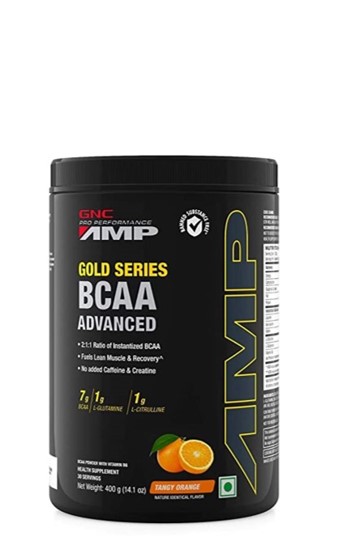 GNC
PRO PERFORMANCE
AMP
GOLD SERIES
BCAA
ADVANCED
• 2:1:1 Ratio of Instantized BCAA
• Fuels Lean Muscle & Recovery^
• No added Caffeine & Creatine
7g BCAA 1g L-GLUTAMINE 1g L-CITRULLINE
BCAA POWDER WITH VITAMIN B6
HEALTH SUPPLEMENT
30 SERVINGS
Net Weight: 400 g (14.1 oz)
TANGY ORANGE
NATURE IDENTICAL FLAVOR
BANNED SUBSTANCE FREE
AMP